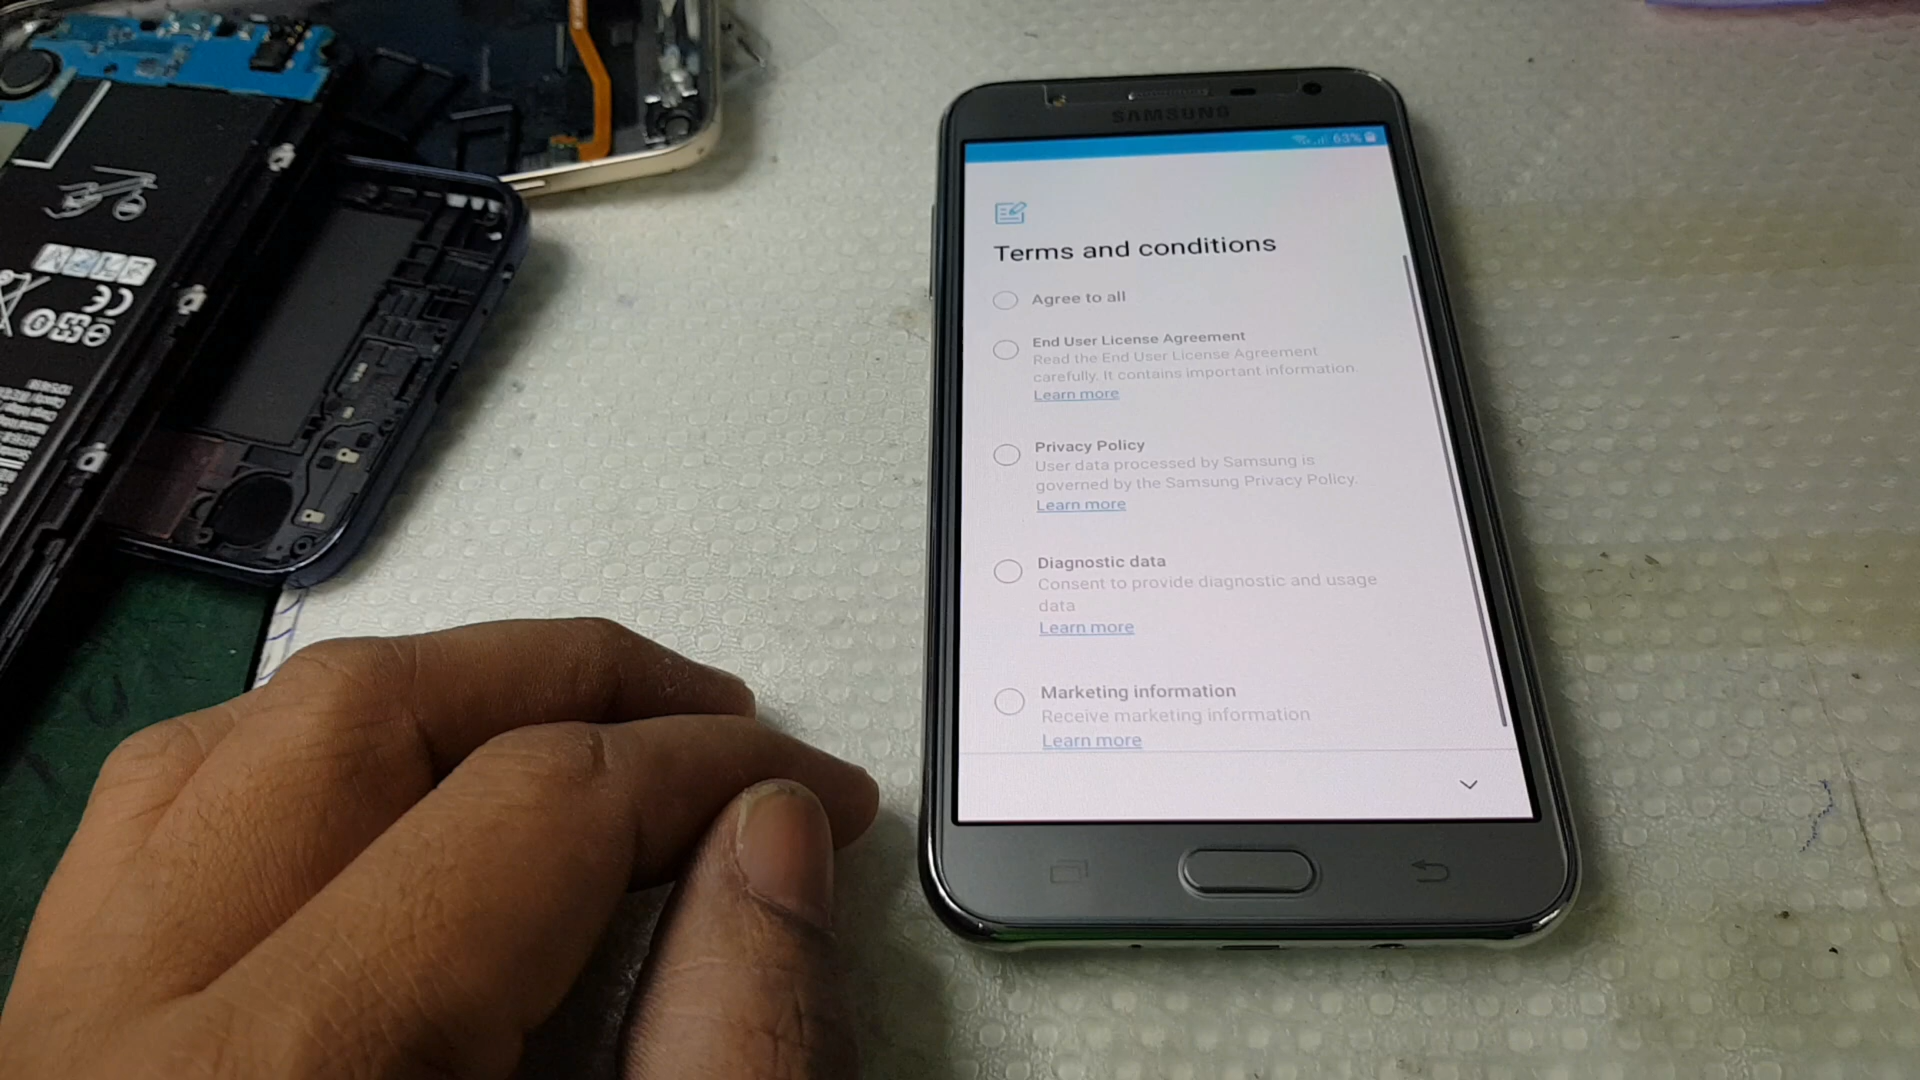 SAMSUNG
63%
Terms and conditions
Agree to all
End User License Agreement
Read the End User License Agreement
carefully. It contains important information.
Learn more
Privacy Policy
User data processed by Samsung is
governed by the Samsung Privacy Policy.
Learn more
Diagnostic data
Consent to provide diagnostic and usage
data
Learn more
Marketing information
Receive marketing information
Learn more
CE